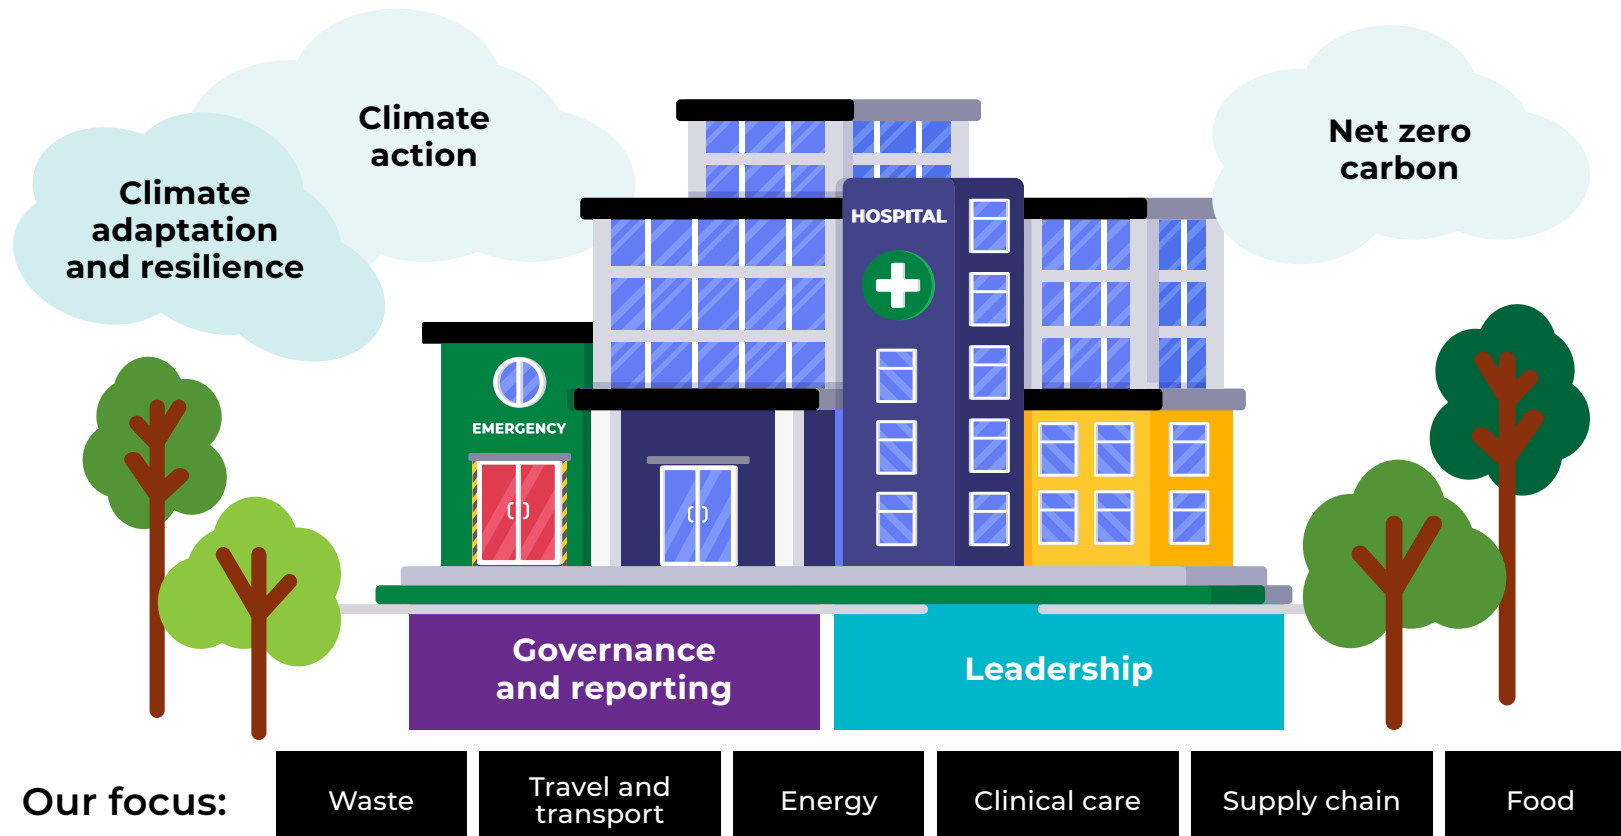 Climate
action
Net zero
carbon
Climate
adaptation
and resilience
HOSPITAL
EMERGENCY
Governance
and reporting
Leadership
Our focus:
Waste
Travel and
transport
Energy
Clinical care
Supply chain
Food